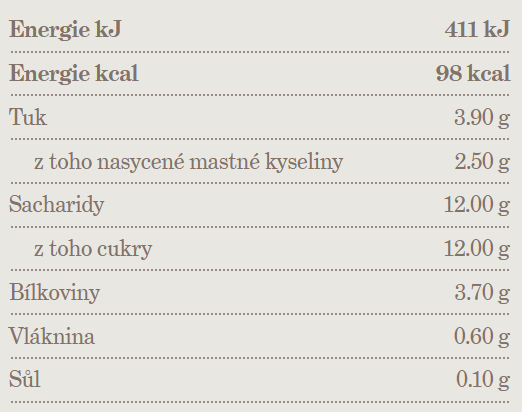 Energie kJ 411 kJ
Energie kcal 98 kcal
Tuk 3.90 g
z toho nasycené mastné kyseliny 2.50 g
Sacharidy 12.00 g
z toho cukry 12.00 g
Bílkoviny 3.70 g
Vláknina 0.60 g
Sůl 0.10 g